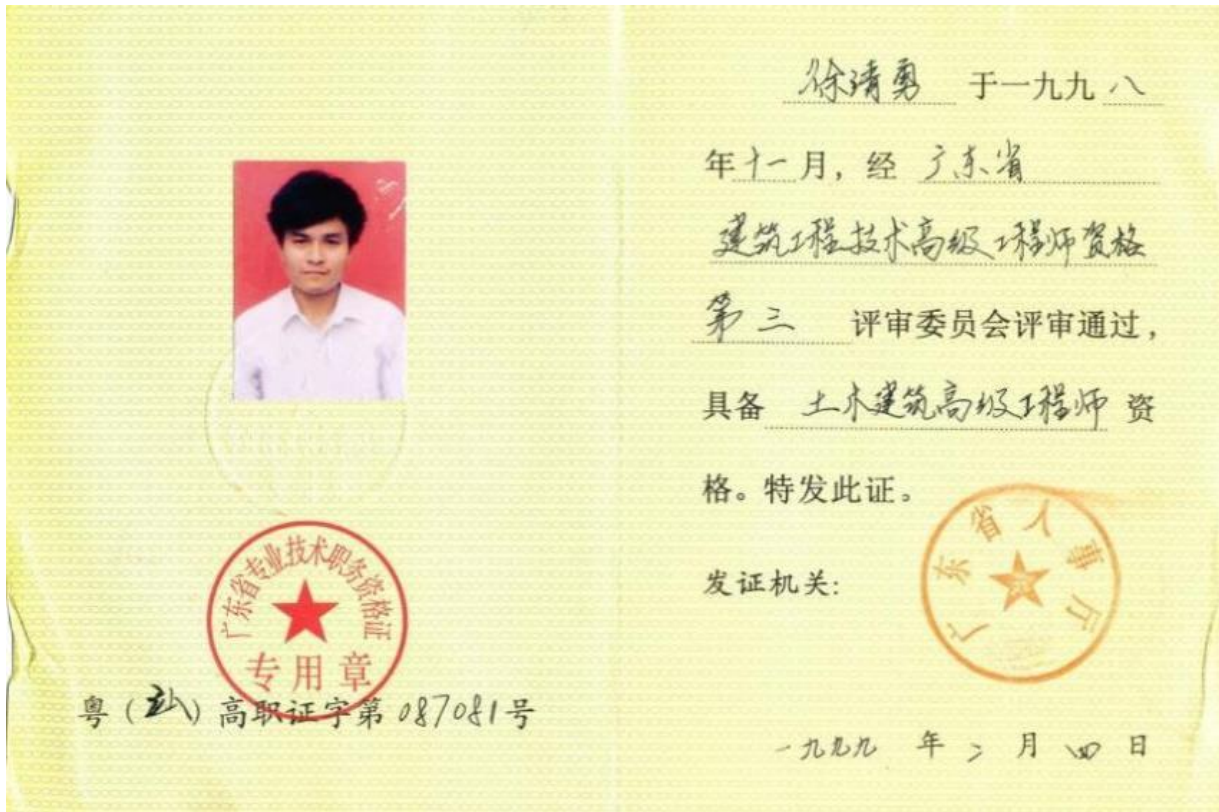 广东省专业技术职务资格证
专用章
粤（）高职证字第087081号
徐清勇 于一九九八
年十一月，经 广东省
建筑工程技术高级工程师资格
第三 评审委员会评审通过，
具备 土木建筑高级工程师 资
格。特发此证。
发证机关：
广东省人事厅
一九九九 年 二 月 四 日